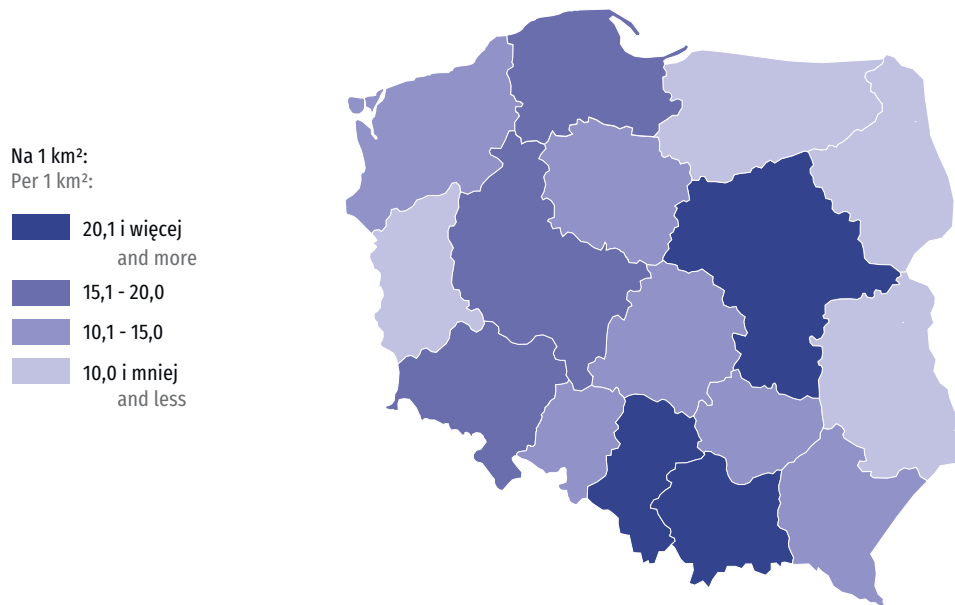 Na 1 km²:
Per 1 km²:
20,1 i więcej
and more
15,1 - 20,0
10,1 - 15,0
10,0 i mniej
and less